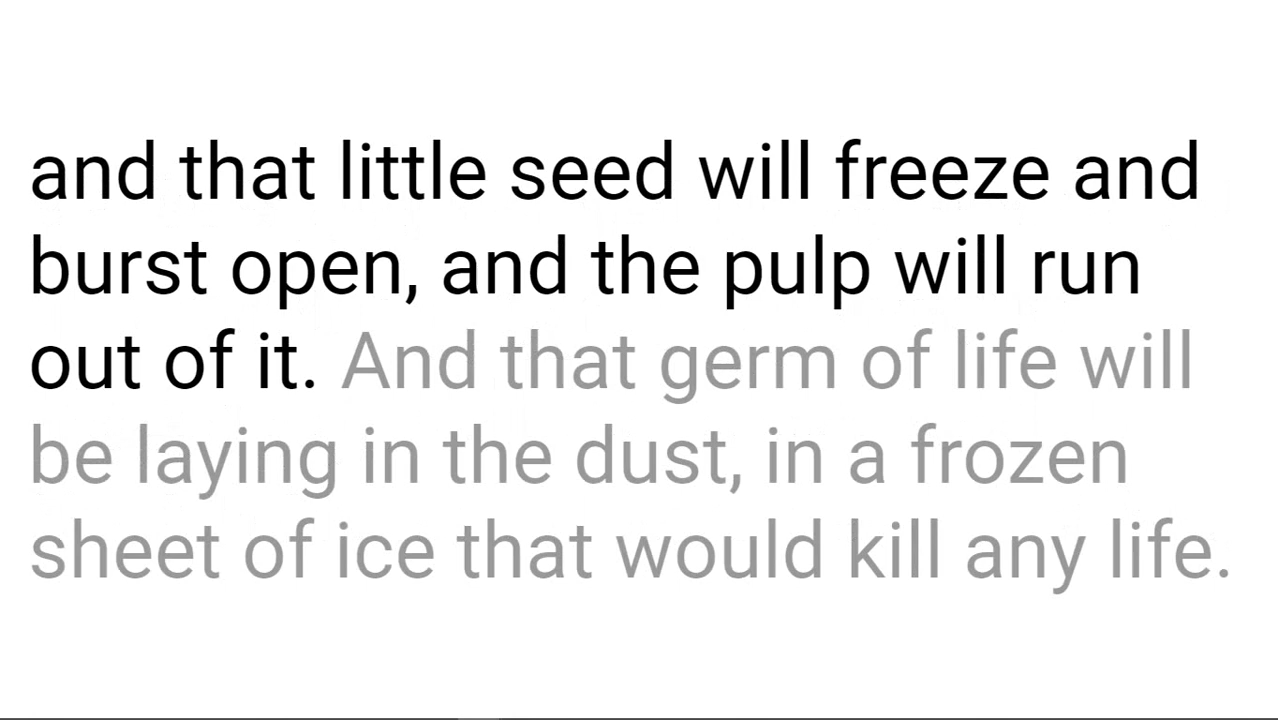 and that little seed will freeze and
burst open, and the pulp will run
out of it. And that germ of life will
be laying in the dust, in a frozen
sheet of ice that would kill any life.